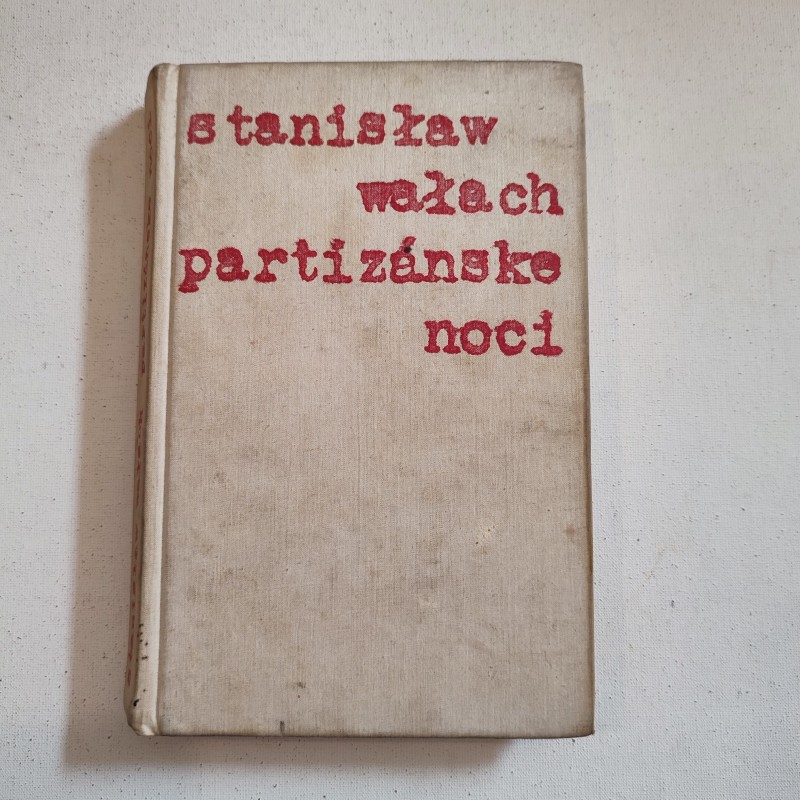 stanisław
wałach
partizánske
noci